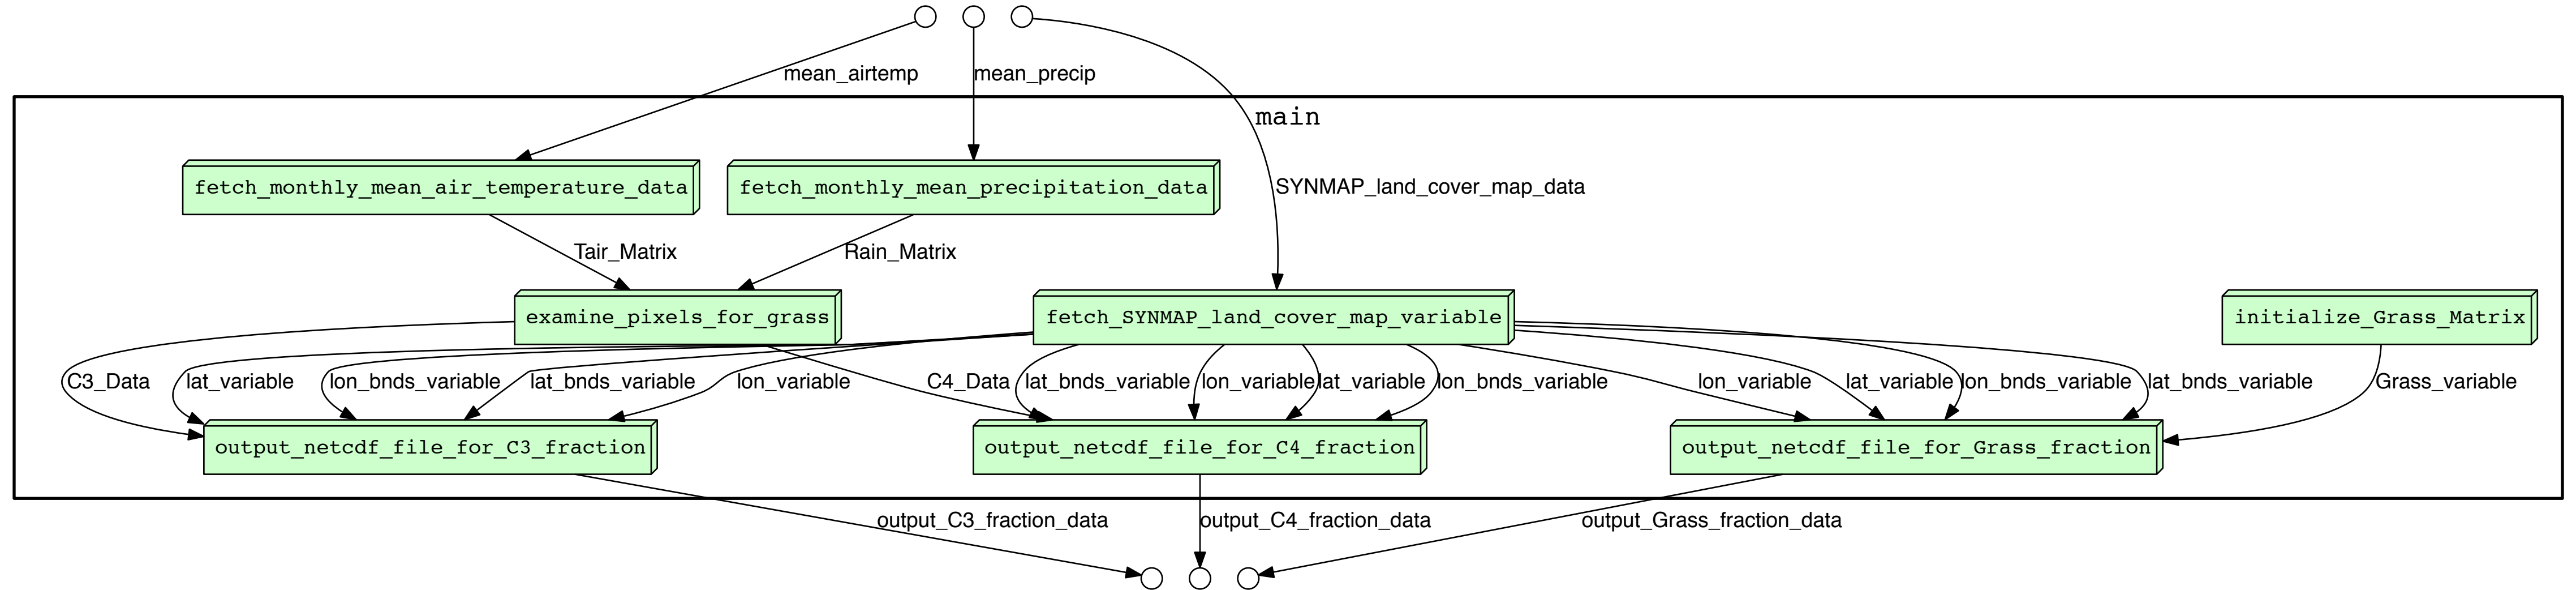 mean_airtemp
mean_precip
main
fetch_monthly_mean_air_temperature_data
fetch_monthly_mean_precipitation_data
SYNMAP_land_cover_map_data
Tair_Matrix
Rain_Matrix
examine_pixels_for_grass
fetch_SYNMAP_land_cover_map_variable
initialize_Grass_Matrix
C3_Data
lat_variable
lon_bnds_variable
lat_bnds_variable
lon_variable
C4_Data
lat_bnds_variable
lon_variable
lat_variable
lon_bnds_variable
lon_variable
lat_variable
lon_bnds_variable
lat_bnds_variable
Grass_variable
output_netcdf_file_for_C3_fraction
output_netcdf_file_for_C4_fraction
output_netcdf_file_for_Grass_fraction
output_C3_fraction_data
output_C4_fraction_data
output_Grass_fraction_data